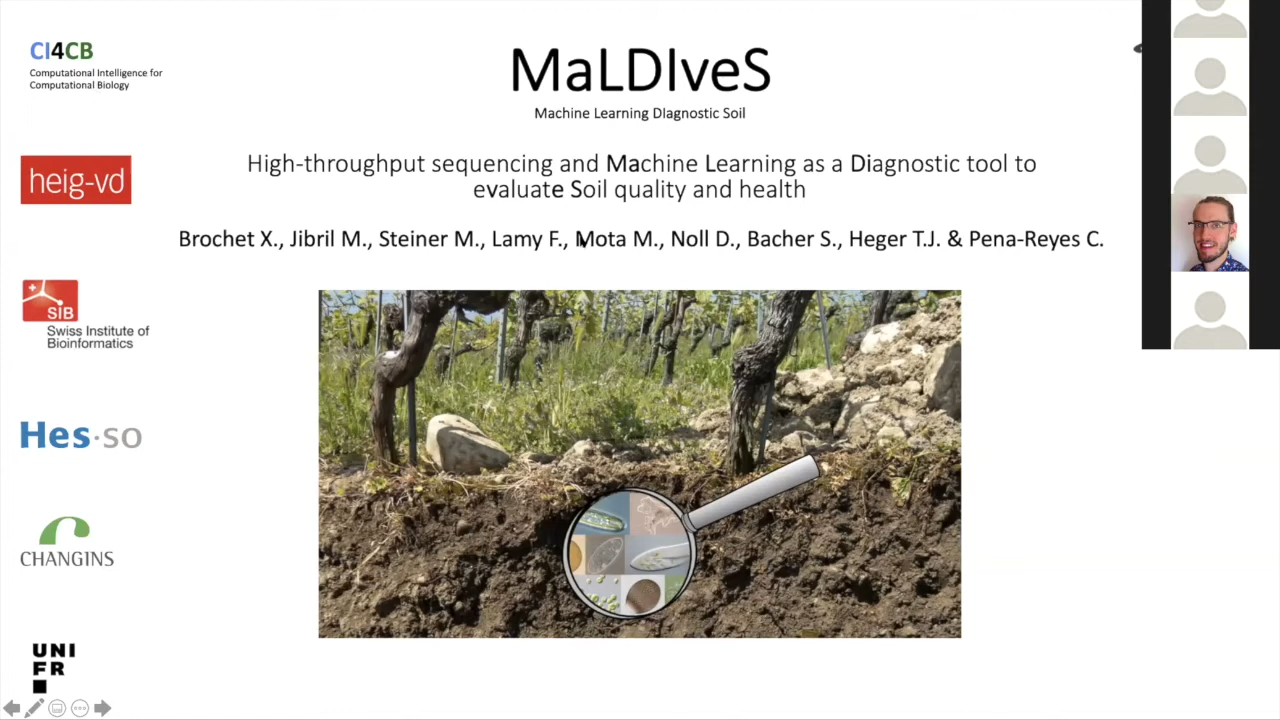 CI4CB
Computational Intelligence for
Computational Biology
MaLDIveS
Machine Learning DIagnostic Soil
heig-vd
High-throughput sequencing and Machine Learning as a Diagnostic tool to
evaluate Soil quality and health
Brochet X., Jibril M., Steiner M., Lamy F., Mota M., Noll D., Bacher S., Heger T.J. & Pena-Reyes C.
SIB
Swiss Institute of
Bioinformatics
Hes·so
CHANGINS
UNI
FR